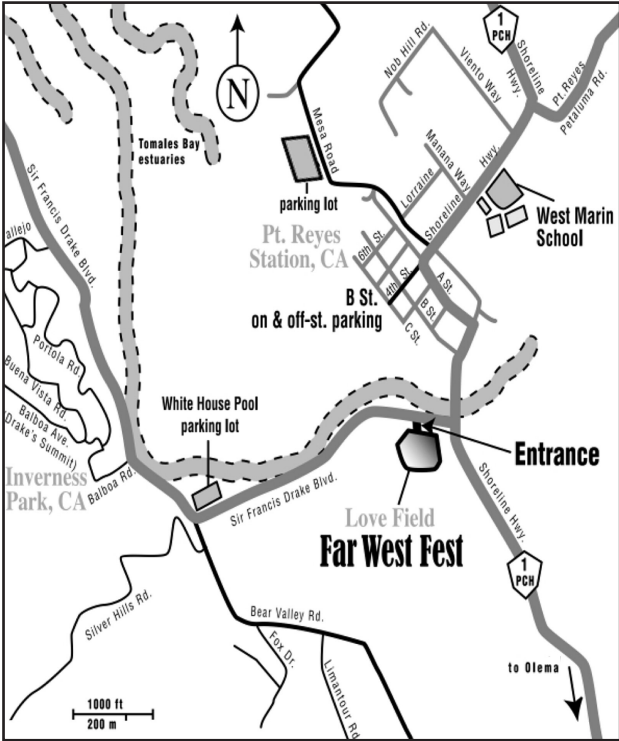 1
PCH
Shoreline
Hwy.
Pt. Reyes
Petaluma Rd.
Nob Hill Rd.
Viento Way
N
Mesa Road
Tomales Bay
estuaries
Manana Way
Hwy.
Shoreline
Lorraine
parking lot
West Marin
School
Sir Francis Drake Blvd.
Pt. Reyes
Station, CA
6th St.
4th St.
A St.
B St.
C St.
B St.
on & off-st. parking
allejo
Portola Rd.
Buena Vista Rd.
Balboa Ave.
(Drake's Summit)
White House Pool
parking lot
Inverness
Park, CA
Balboa Rd.
Sir Francis Drake Blvd.
Entrance
Love Field
Far West Fest
Shoreline Hwy.
1
PCH
Silver Hills Rd.
Bear Valley Rd.
Fox Dr.
Limantour Rd
to Olema
1000 ft
200 m